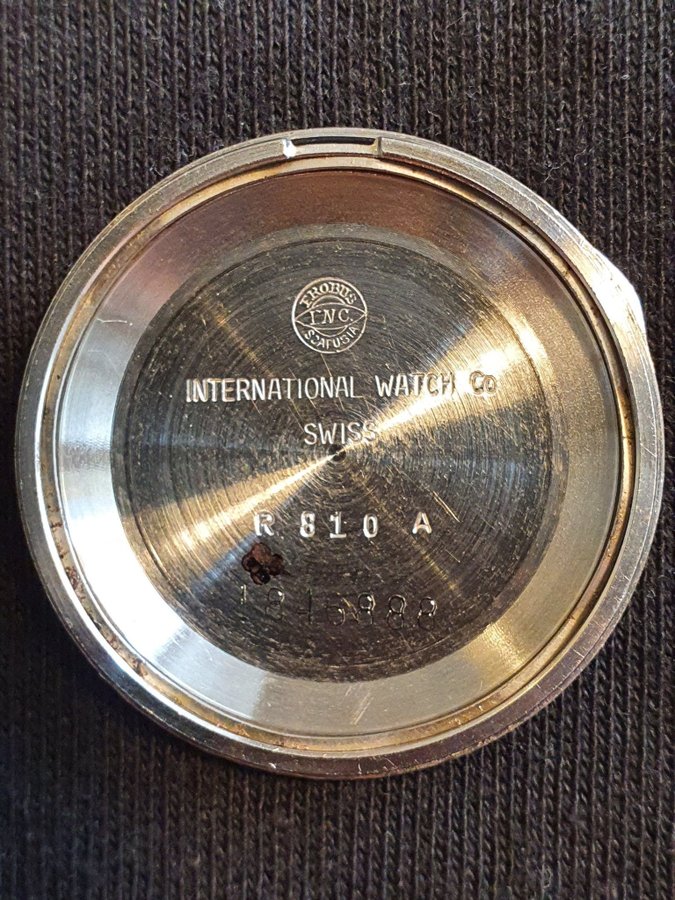 PROBUS
I.W.C.
SCAFUSIA
INTERNATIONAL WATCH Co
SWISS
R 810 A